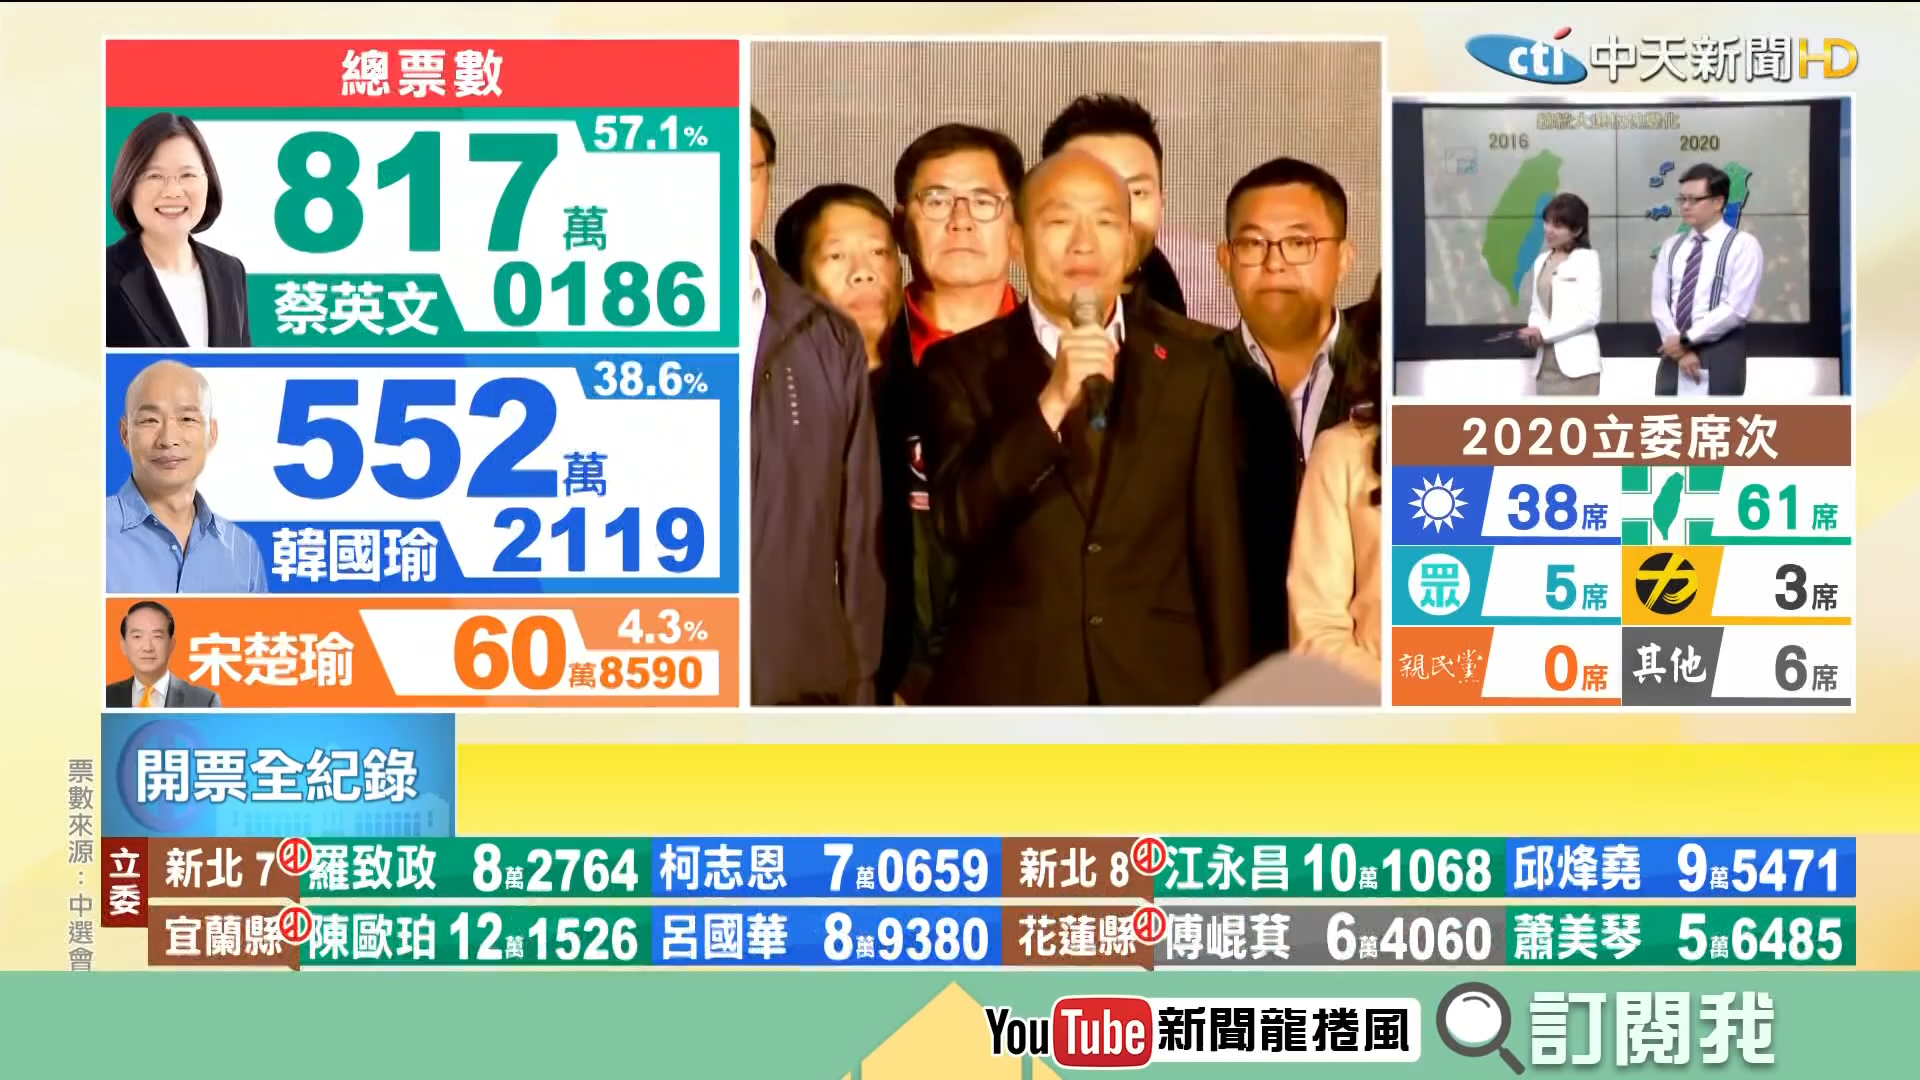 總票數
57.1%
817萬
0186
蔡英文
38.6%
552萬
2119
韓國瑜
宋楚瑜
60萬8590
4.3%
cti 中天新聞HD
2016
2020
2020立委席次
38席
61席
眾 5席
力 3席
親民黨 0席
其他 6席
開票全紀錄
票數來源:中選會
立委
新北 7 羅致政 8萬2764 柯志恩 7萬0659 新北 8 江永昌 10萬1068 邱烽堯 9萬5471
宜蘭縣 陳歐珀 12萬1526 呂國華 8萬9380 花蓮縣 傅崐萁 6萬4060 蕭美琴 5萬6485
YouTube 新聞龍捲風 訂閱我